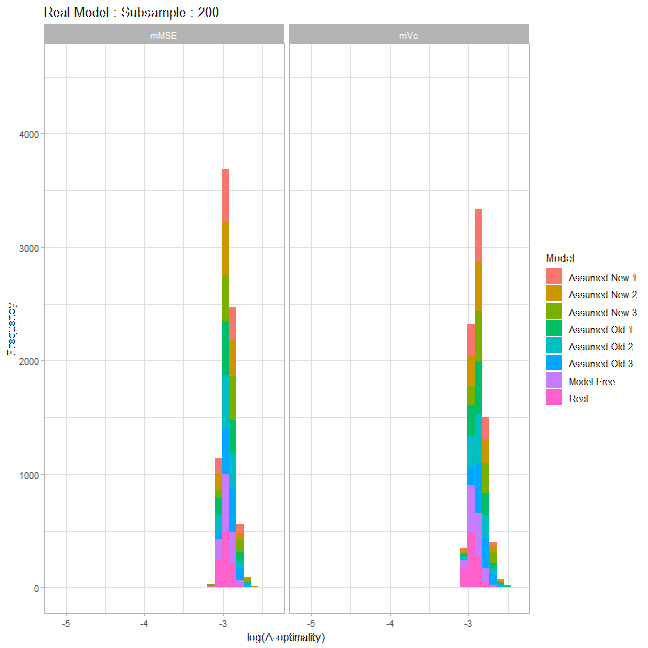 Real Model : Subsample : 200
mMSE
mVc
4000
3000
2000
1000
0
Frequency
-5
-4
-3
-5
-4
-3
log(A-optimality)
Model
Assumed New 1
Assumed New 2
Assumed New 3
Assumed Old 1
Assumed Old 2
Assumed Old 3
Model Free
Real